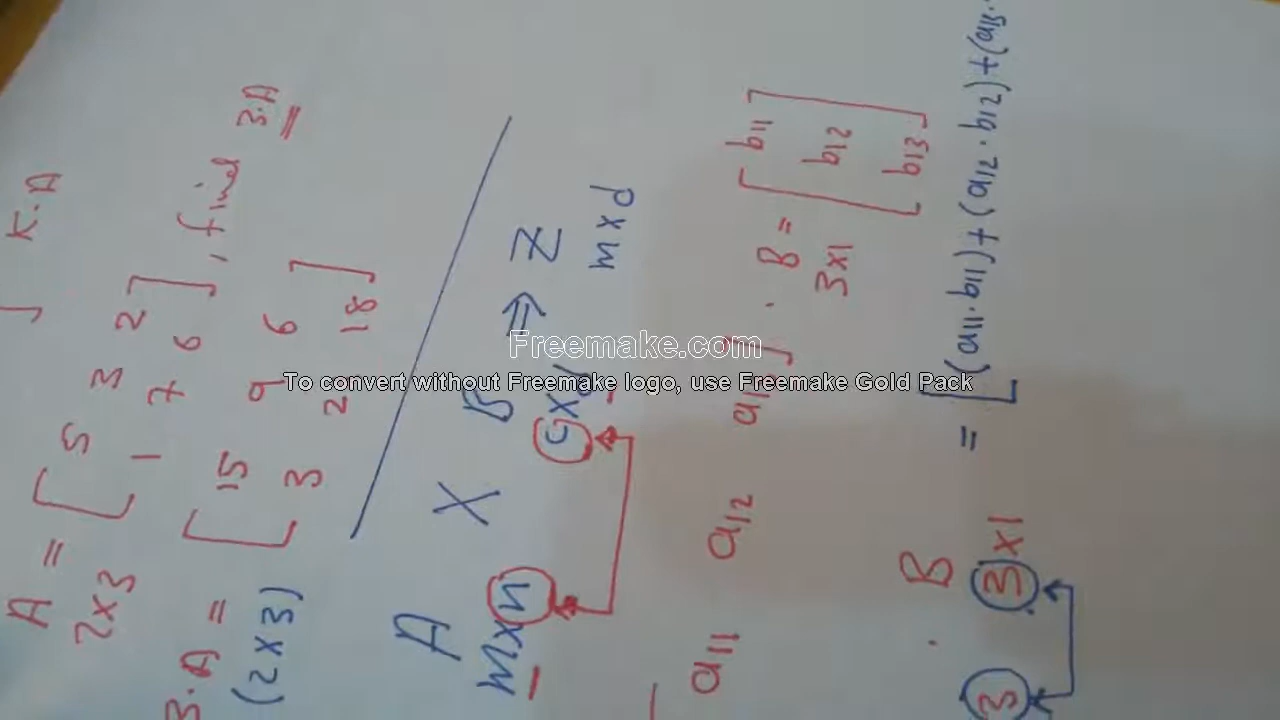 K.A
A = [ 5 3 2
2x3 1 7 6 ] , find 3.A
3.A = [ 15 9 6
(2x3) 3 18 ]
A X B ⇒ Z
mxn mxd
a11 a12 . B = [ b11
3x1 b12
b13 ]
. B = [(a11.b11)+(a12.b12)+(a13.
3 3x1
Freemake.com
To convert without Freemake logo, use Freemake Gold Pack